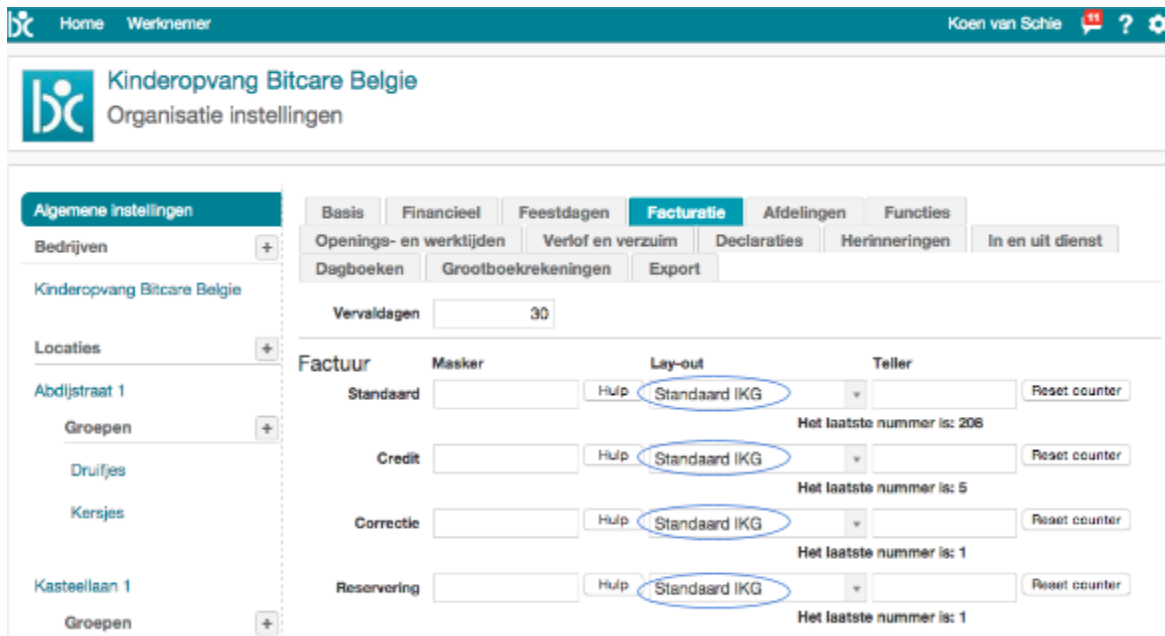 bc Home Werknemer Koen van Schie 11 ?
bc Kinderopvang Bitcare Belgie
Organisatie instellingen
Algemene instellingen
Bedrijven +
Kinderopvang Bitcare Belgie
Locaties +
Abdijstraat 1
Groepen +
Druifjes
Kersjes
Kasteellaan 1
Groepen +
Basis Financieel Feestdagen Facturatie Afdelingen Functies
Openings- en werktijden Verlof en verzuim Declaraties Herinneringen In en uit dienst
Dagboeken Grootboekrekeningen Export
Vervaldagen 30
Factuur Masker Lay-out Teller
Standaard Hulp Standaard IKG Reset counter
Het laatste nummer is: 206
Credit Hulp Standaard IKG Reset counter
Het laatste nummer is: 5
Correctie Hulp Standaard IKG Reset counter
Het laatste nummer is: 1
Reservering Hulp Standaard IKG Reset counter
Het laatste nummer is: 1